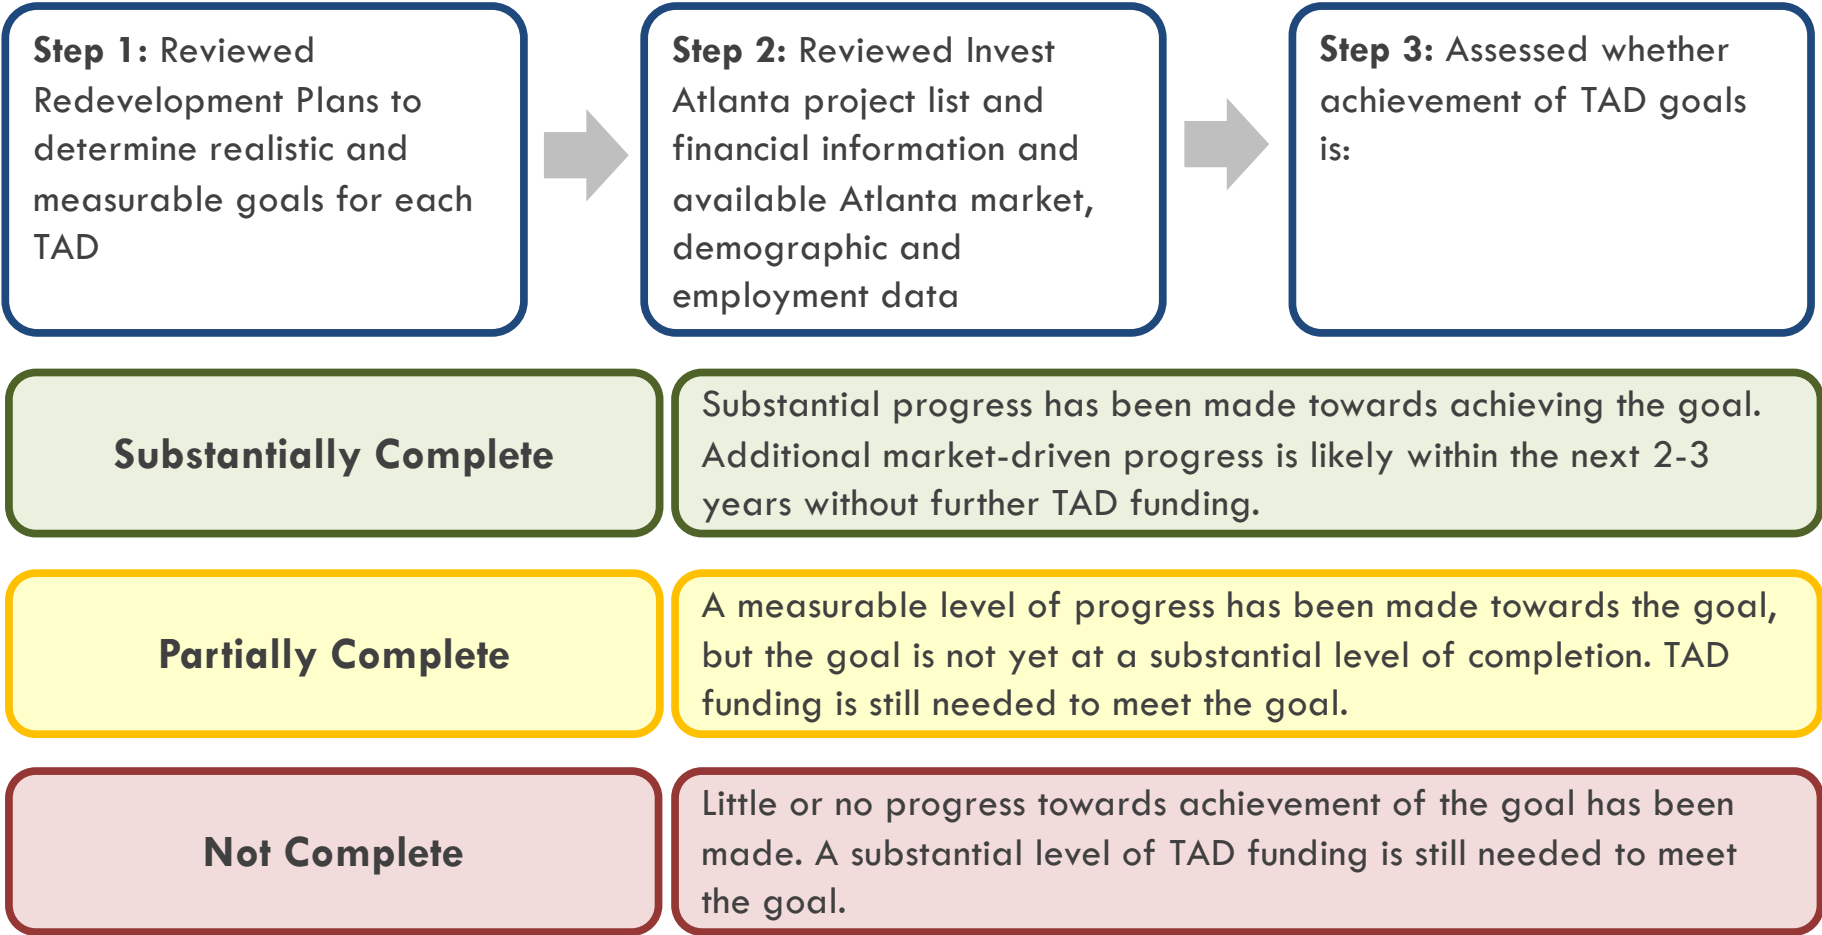 Step 1: Reviewed
Redevelopment Plans to
determine realistic and
measurable goals for each
TAD
Step 2: Reviewed Invest
Atlanta project list and
financial information and
available Atlanta market,
demographic and
employment data
Step 3: Assessed whether
achievement of TAD goals
is:
Substantially Complete
Substantial progress has been made towards achieving the goal.
Additional market-driven progress is likely within the next 2-3
years without further TAD funding.
Partially Complete
A measurable level of progress has been made towards the goal,
but the goal is not yet at a substantial level of completion. TAD
funding is still needed to meet the goal.
Not Complete
Little or no progress towards achievement of the goal has been
made. A substantial level of TAD funding is still needed to meet
the goal.